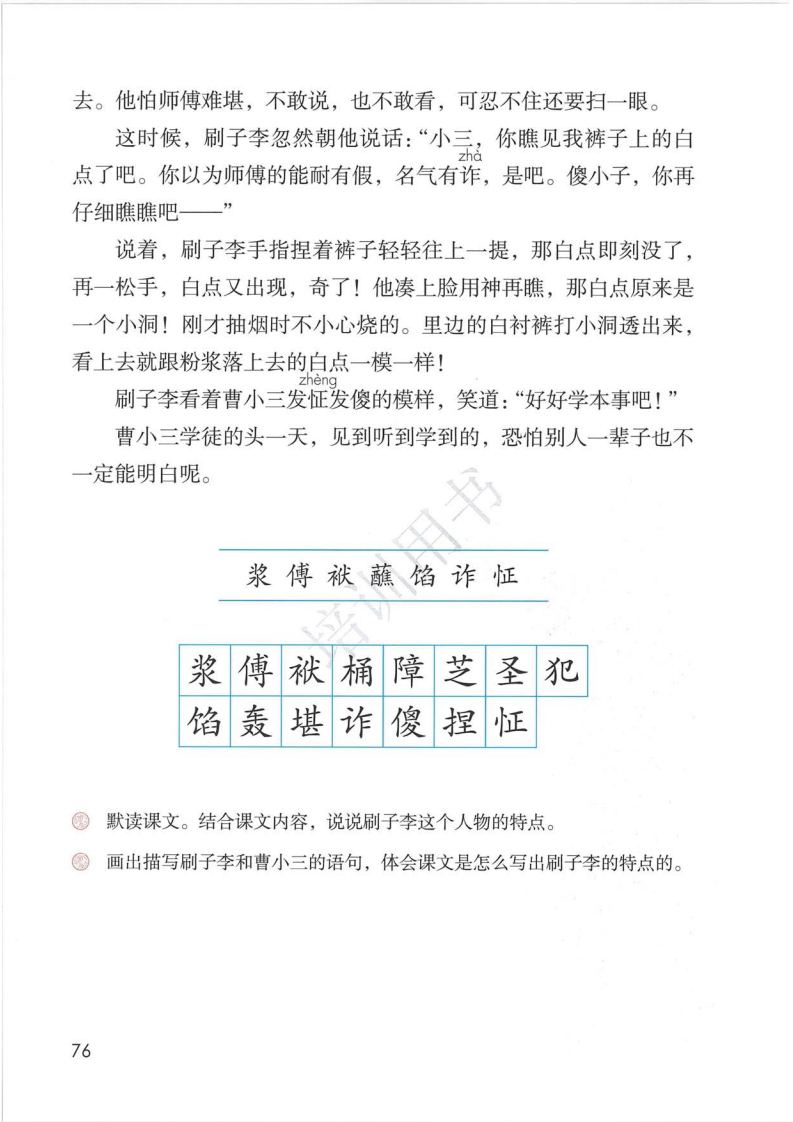 去。他怕师傅难堪，不敢说，也不敢看，可忍不住还要扫一眼。
这时候，刷子李忽然朝他说话：“小三，你瞧见我裤子上的白
zhà
点了吧。你以为师傅的能耐有假，名气有诈，是吧。傻小子，你再
仔细瞧瞧吧——”
说着，刷子李手指捏着裤子轻轻往上一提，那白点即刻没了，
再一松手，白点又出现，奇了！他凑上脸用神再瞧，那白点原来是
一个小洞！刚才抽烟时不小心烧的。里边的白衬裤打小洞透出来，
看上去就跟粉浆落上去的白点一模一样！
zhèng
刷子李看着曹小三发怔发傻的模样，笑道：“好好学本事吧！”
曹小三学徒的头一天，见到听到学到的，恐怕别人一辈子也不
一定能明白呢。
培训用书
浆 傅 袱 蘸 馅 诈 怔
浆 傅 袱 桶 障 芝 圣 犯
馅 轰 堪 诈 傻 捏 怔
默读课文。结合课文内容，说说刷子李这个人物的特点。
画出描写刷子李和曹小三的语句，体会课文是怎么写出刷子李的特点的。
76